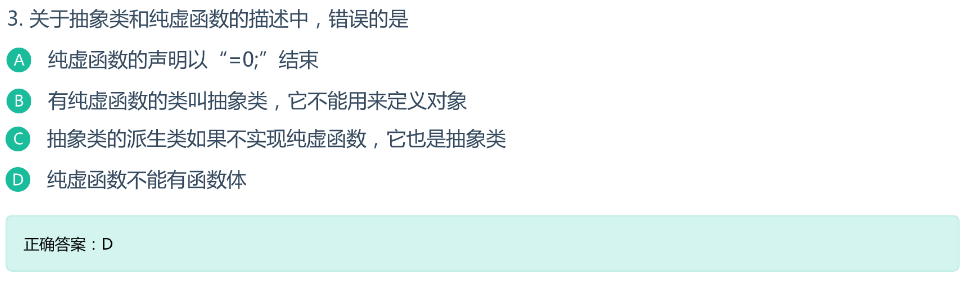 3. 关于抽象类和纯虚函数的描述中，错误的是
A 纯虚函数的声明以“=0;”结束
B 有纯虚函数的类叫抽象类，它不能用来定义对象
C 抽象类的派生类如果不实现纯虚函数，它也是抽象类
D 纯虚函数不能有函数体
正确答案：D